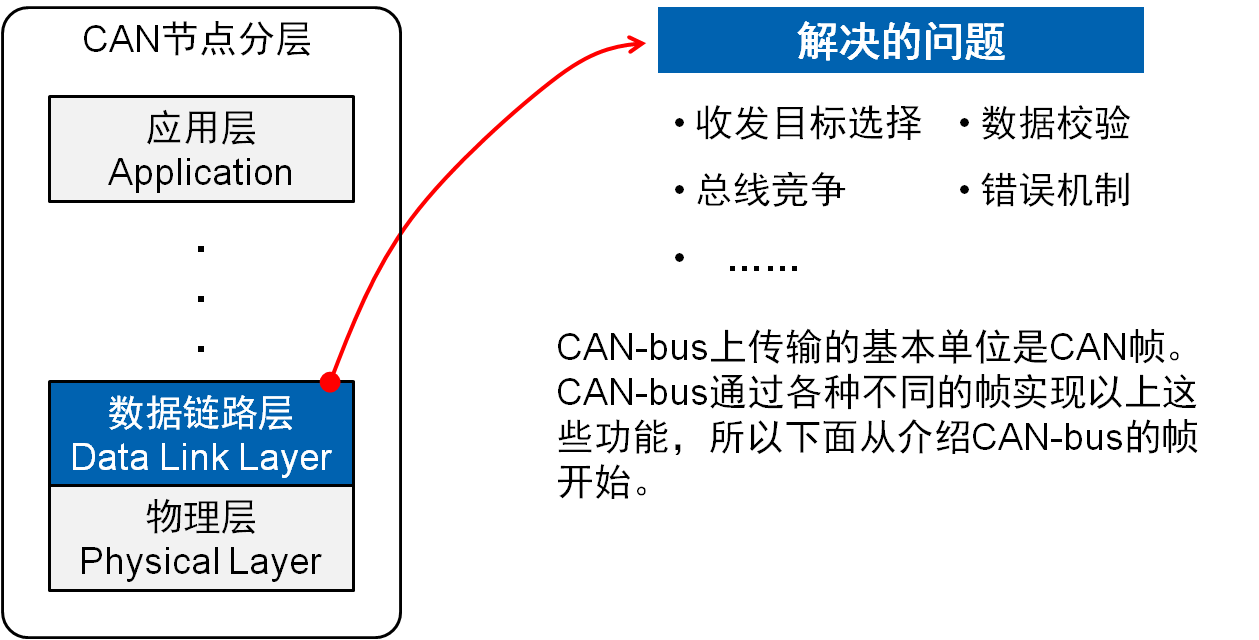 CAN节点分层
应用层
Application
.
.
.
数据链路层
Data Link Layer
物理层
Physical Layer
解决的问题
• 收发目标选择 • 数据校验
• 总线竞争 • 错误机制
• ……
CAN-bus上传输的基本单位是CAN帧。
CAN-bus通过各种不同的帧实现以上这
些功能，所以下面从介绍CAN-bus的帧
开始。